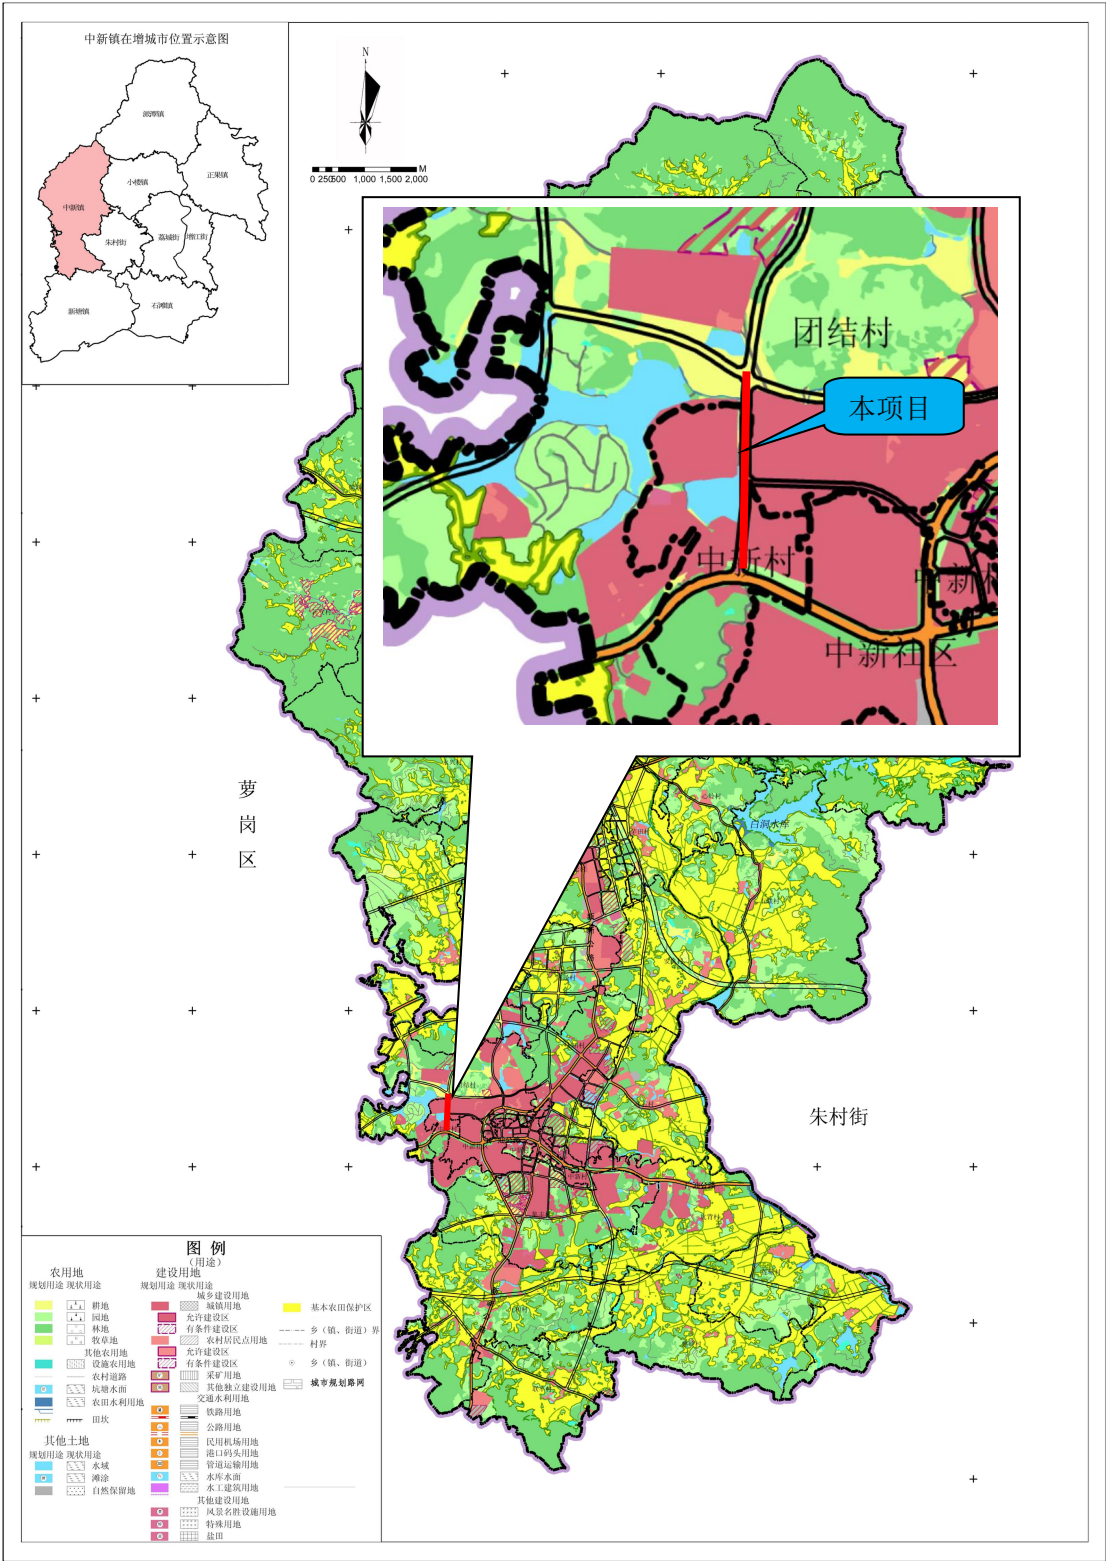 中新镇在增城市位置示意图
派潭镇
正果镇
小楼镇
中新镇
朱村街
荔城街
增江街
新塘镇
石滩镇
N
M
0 250500 1,000 1,500 2,000
团结村
本项目
中新村
中新村
中新社区
萝岗区
白洞水库
朱村街
图 例
(用途)
农用地
规划用途 现状用途
耕地
园地
林地
牧草地
其他农用地
设施农用地
农村道路
坑塘水面
农田水利用地
田坎
其他土地
规划用途 现状用途
水域
滩涂
自然保留地
建设用地
规划用途 现状用途
城乡建设用地
城镇用地
允许建设区
有条件建设区
农村居民点用地
允许建设区
有条件建设区
采矿用地
其他独立建设用地
交通水利用地
铁路用地
公路用地
民用机场用地
港口码头用地
管道运输用地
水库水面
水工建筑用地
其他建设用地
风景名胜设施用地
特殊用地
盐田
基本农田保护区
乡（镇、街道）界
村界
乡（镇、街道）
城市规划路网